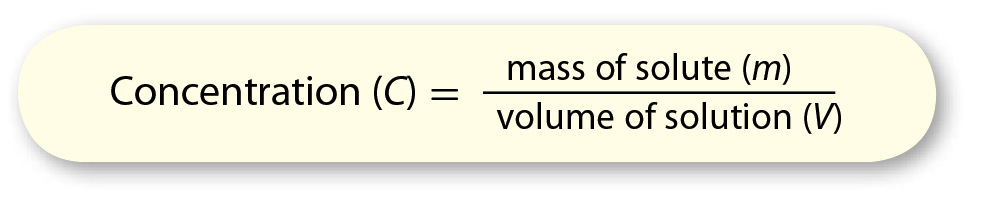 Concentration (C) = mass of solute (m)
volume of solution (V)